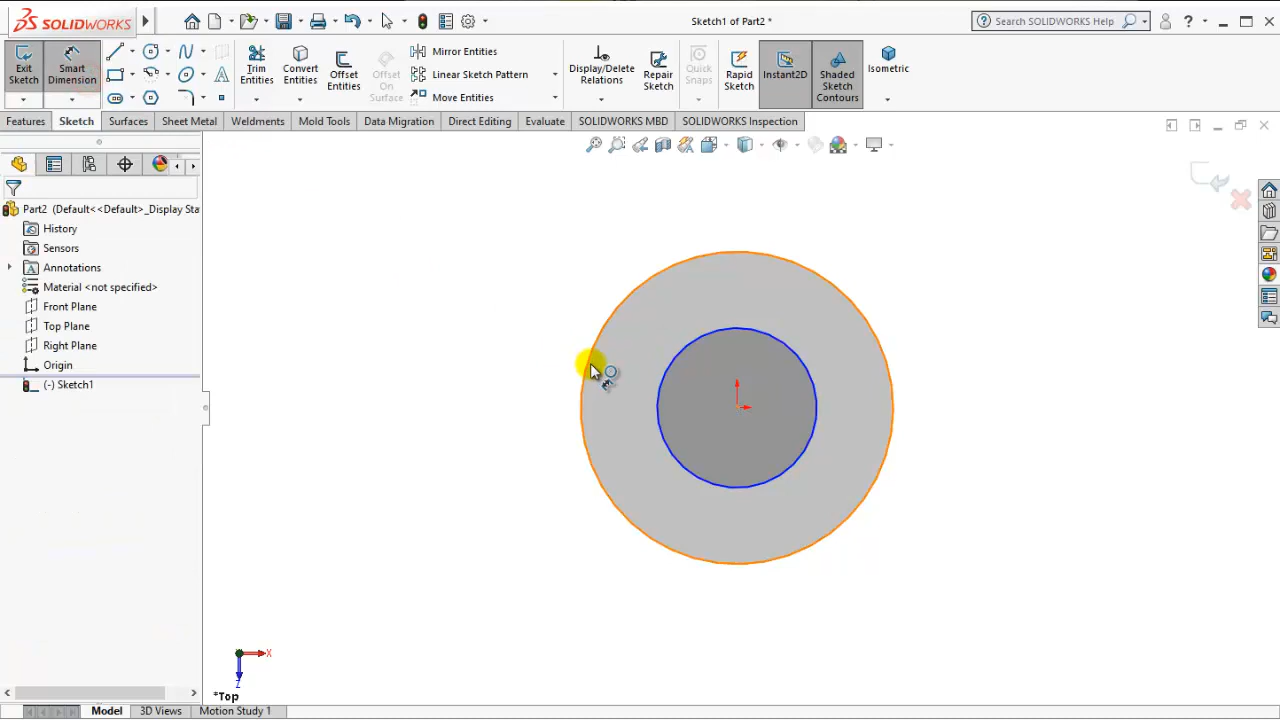 SOLIDWORKS
Sketch1 of Part2 *
Search SOLIDWORKS Help
?
Exit Sketch
Smart Dimension
Trim Entities
Convert Entities
Offset Entities
Offset On Surface
Mirror Entities
Linear Sketch Pattern
Move Entities
Display/Delete Relations
Repair Sketch
Quick Snaps
Rapid Sketch
Instant2D
Shaded Sketch Contours
Isometric
Features
Sketch
Surfaces
Sheet Metal
Weldments
Mold Tools
Data Migration
Direct Editing
Evaluate
SOLIDWORKS MBD
SOLIDWORKS Inspection
Part2 (Default<<Default>_Display Sta
History
Sensors
Annotations
Material <not specified>
Front Plane
Top Plane
Right Plane
Origin
(-) Sketch1
X
Z
*Top
Model
3D Views
Motion Study 1